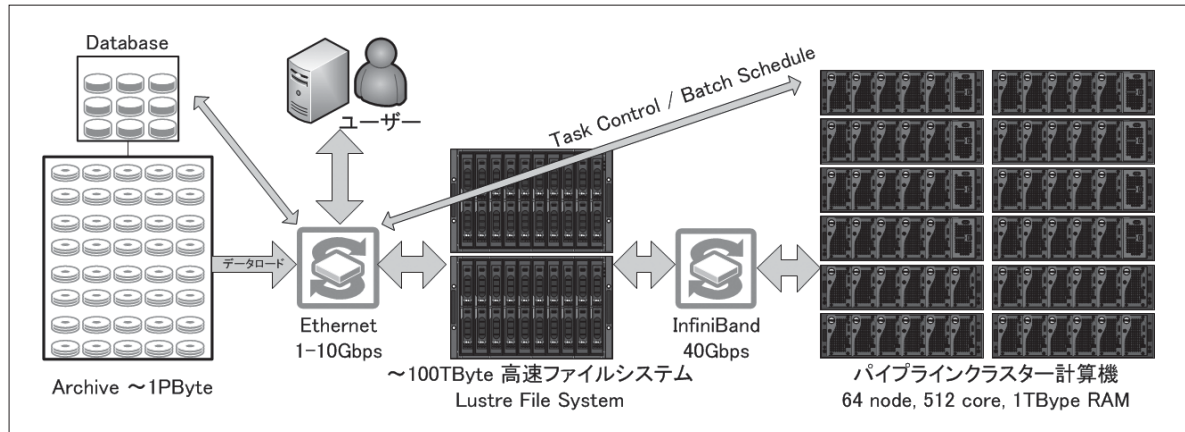 Database
ユーザー
Task Control / Batch Schedule
データロード
Ethernet
1-10Gbps
InfiniBand
40Gbps
Archive ～1PByte
～100TByte 高速ファイルシステム
Lustre File System
パイプラインクラスター計算機
64 node, 512 core, 1TBype RAM